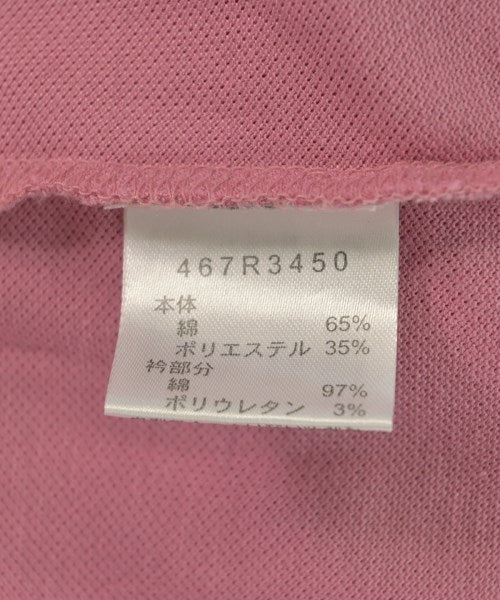 467R3450
本体
綿 65%
ポリエステル 35%
衿部分
綿 97%
ポリウレタン 3%